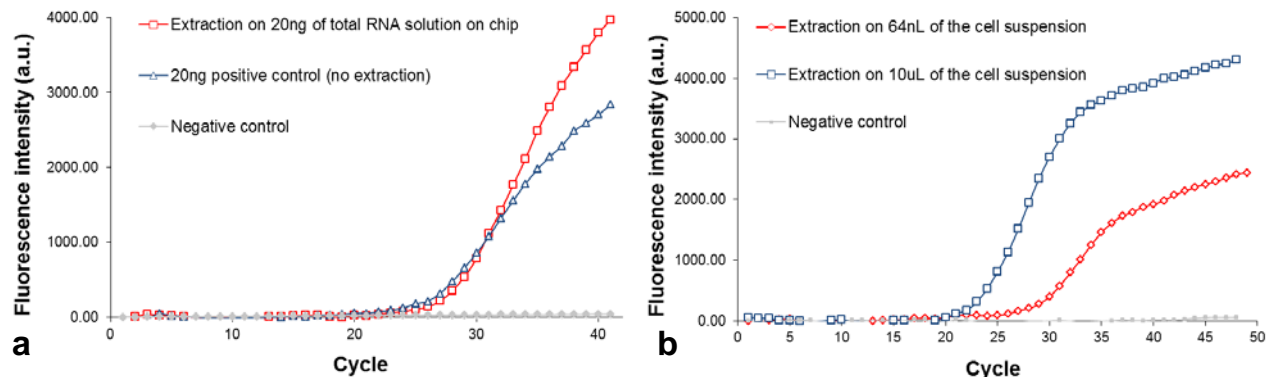 Extraction on 20ng of total RNA solution on chip
20ng positive control (no extraction)
Negative control
Fluorescence intensity (a.u.)
4000.00
3000.00
2000.00
1000.00
0.00
0 10 20 30 40
Cycle
a
Extraction on 64nL of the cell suspension
Extraction on 10uL of the cell suspension
Negative control
Fluorescence intensity (a.u.)
5000.00
4000.00
3000.00
2000.00
1000.00
0.00
0 5 10 15 20 25 30 35 40 45 50
Cycle
b